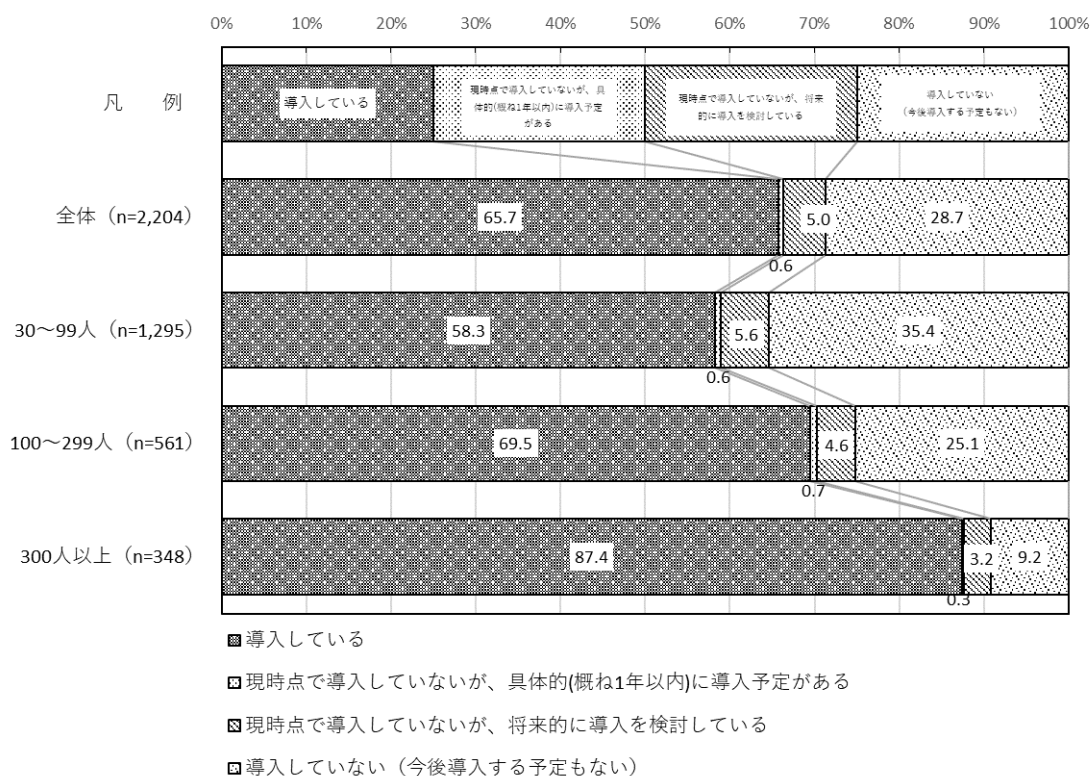 0% 10% 20% 30% 40% 50% 60% 70% 80% 90% 100%
凡 例
導入している
現時点で導入していないが、具
体的(概ね1年以内)に導入予定
がある
現時点で導入していないが、将来
的に導入を検討している
導入していない
(今後導入する予定もない)
全体（n=2,204）
65.7
0.6
5.0
28.7
30～99人（n=1,295）
58.3
0.6
5.6
35.4
100～299人（n=561）
69.5
0.7
4.6
25.1
300人以上（n=348）
87.4
0.3
3.2
9.2
導入している
現時点で導入していないが、具体的(概ね1年以内)に導入予定がある
現時点で導入していないが、将来的に導入を検討している
導入していない（今後導入する予定もない）